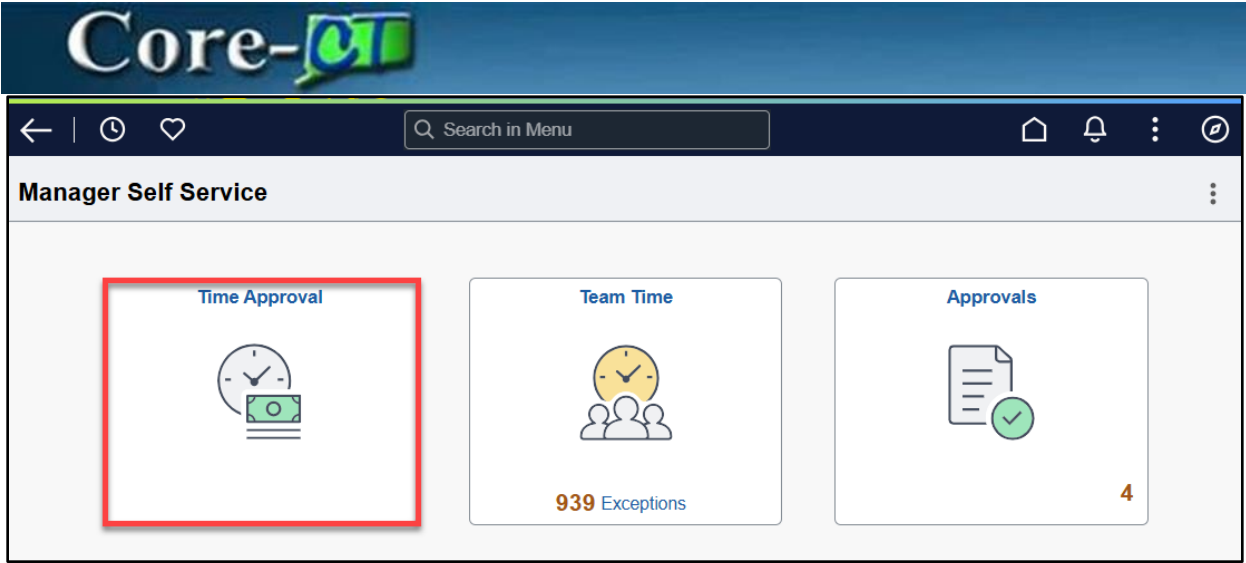 Core-CT
Search in Menu
Manager Self Service
Time Approval
Team Time
Approvals
939 Exceptions
4